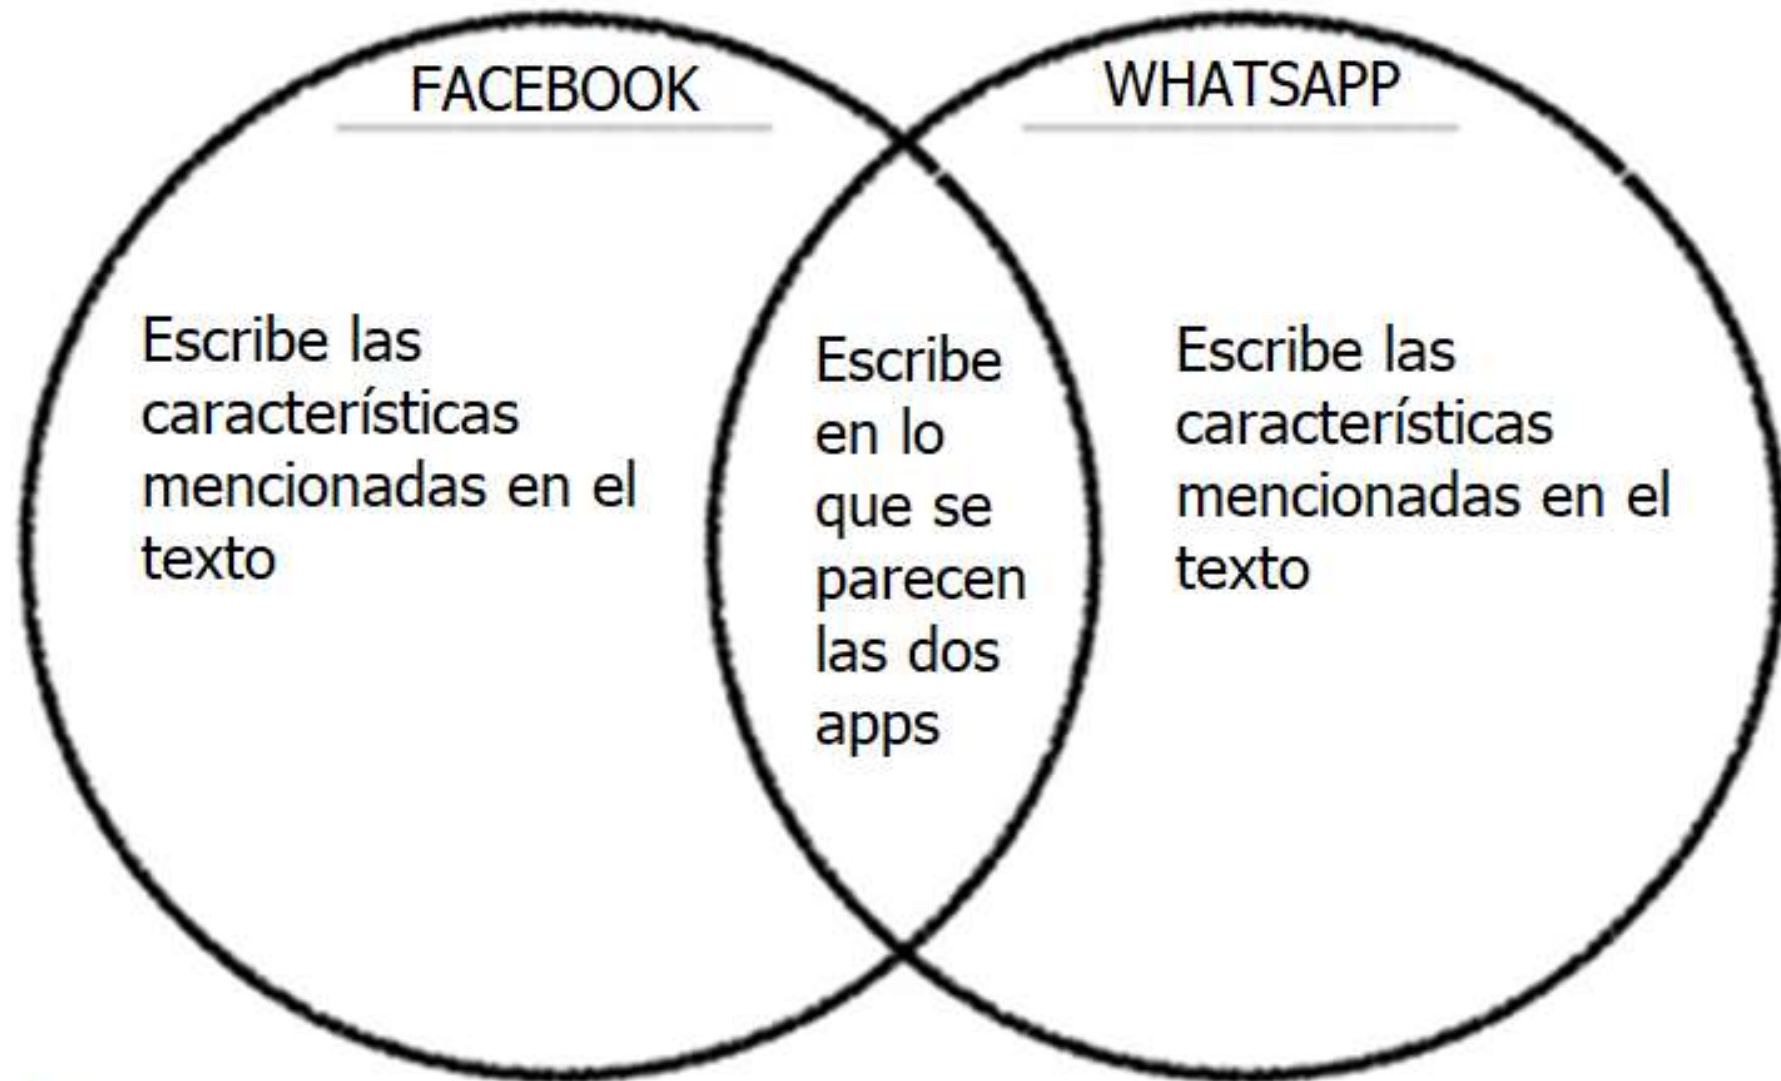 FACEBOOK
WHATSAPP
Escribe las
características
mencionadas en el
texto
Escribe
en lo
que se
parecen
las dos
apps
Escribe las
características
mencionadas en el
texto